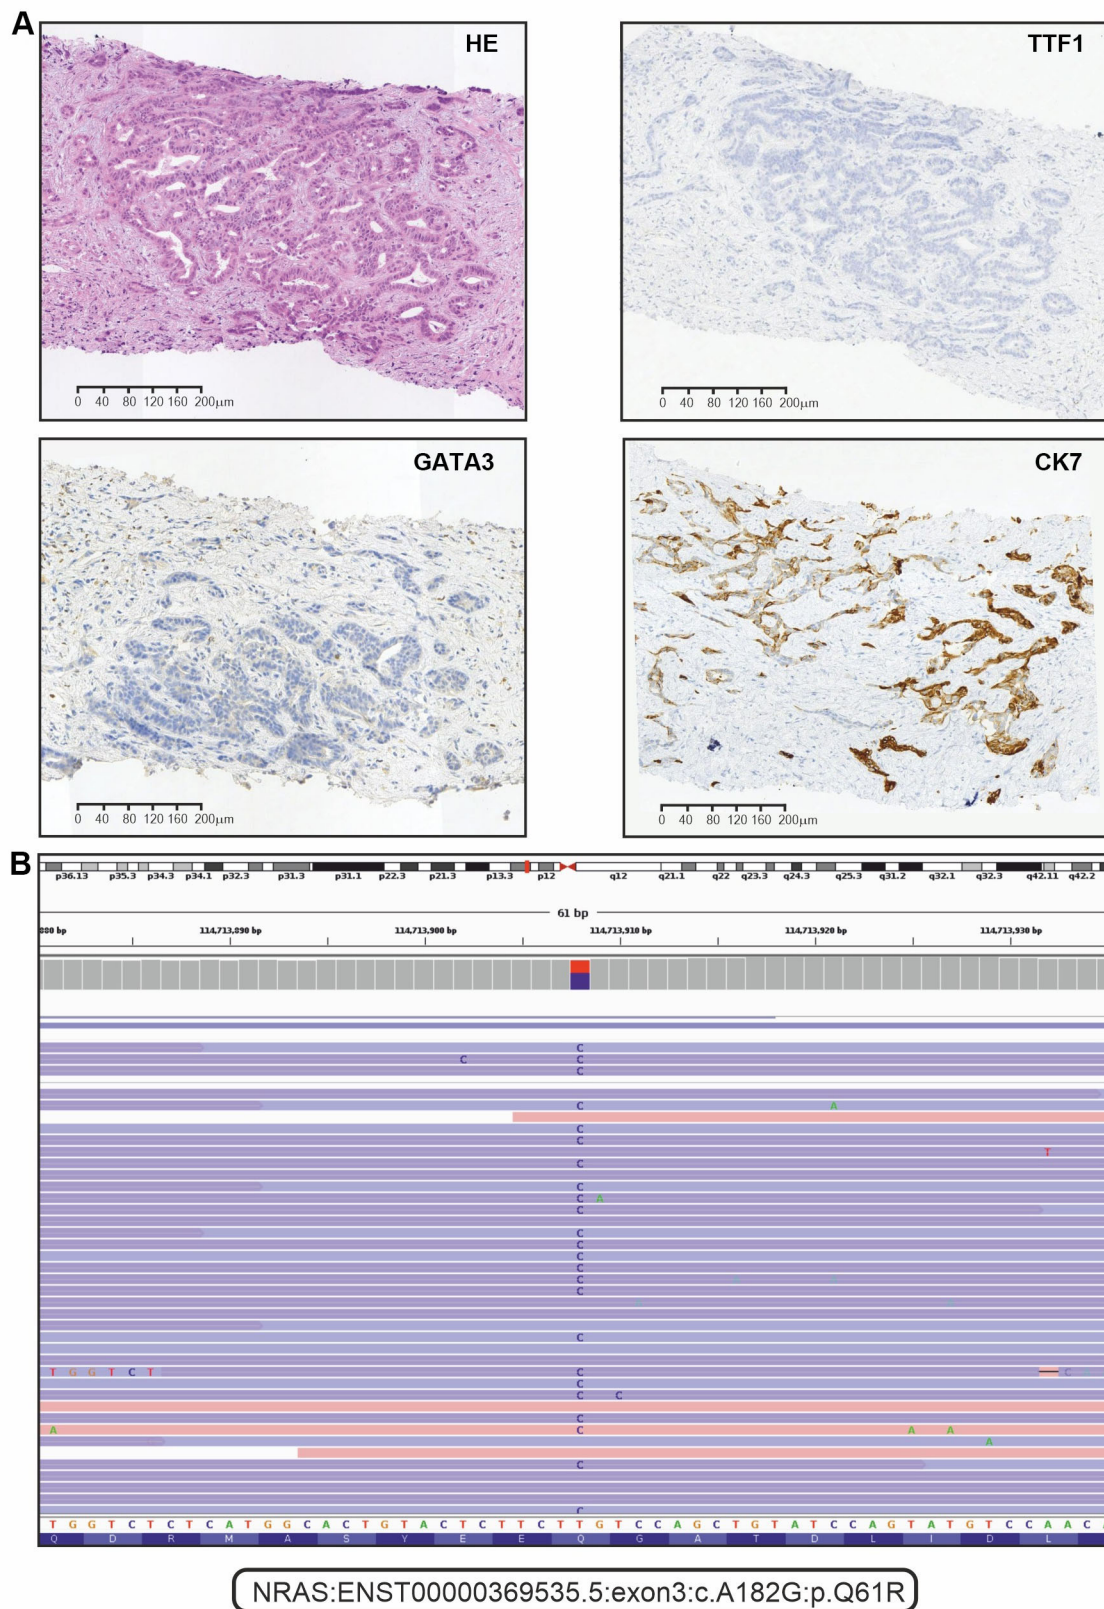 A
HE
TTF1
0 40 80 120 160 200μm
0 40 80 120 160 200μm
GATA3
CK7
0 40 80 120 160 200μm
0 40 80 120 160 200μm
B
p36.13 p35.3 p34.3 p34.1 p32.3 p31.3 p31.1 p22.3 p21.3 p13.3 p12 q12 q21.1 q22 q23.3 q24.3 q25.3 q31.2 q32.1 q32.3 q42.11 q42.2
61 bp
880 bp 114,713,890 bp 114,713,900 bp 114,713,910 bp 114,713,920 bp 114,713,930 bp
C
C C
C
C A
C
C
T
C
C
C A
C
C
C
C
C
C
C
C
T G G T C T C C
C
C C
C
A C A A
A
C
C
T G G T C T C T C A T G G C A C T G T A C T C T T C T T G T C C A G C T G T A T C C A G T A T G T C C A A C A
Q D R M A S Y E E Q G A T D L I D L
NRAS:ENST00000369535.5:exon3:c.A182G:p.Q61R